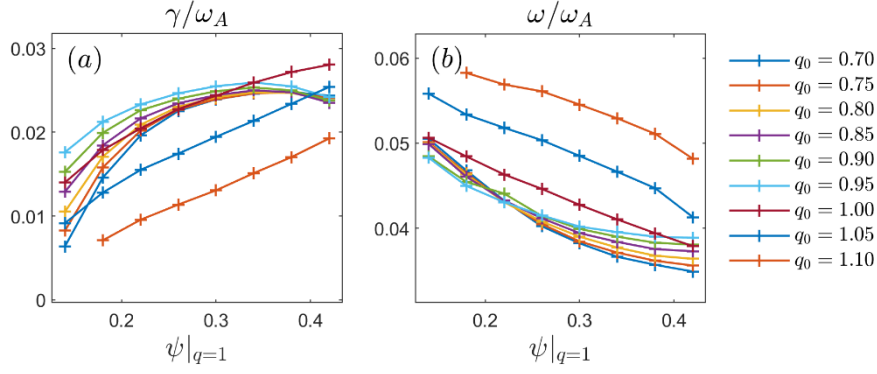 γ/ω_A
(a)
0.03
0.02
0.01
0
0.2
0.3
0.4
ψ|_{q=1}
ω/ω_A
(b)
0.06
0.05
0.04
0.2
0.3
0.4
ψ|_{q=1}
q_0 = 0.70
q_0 = 0.75
q_0 = 0.80
q_0 = 0.85
q_0 = 0.90
q_0 = 0.95
q_0 = 1.00
q_0 = 1.05
q_0 = 1.10